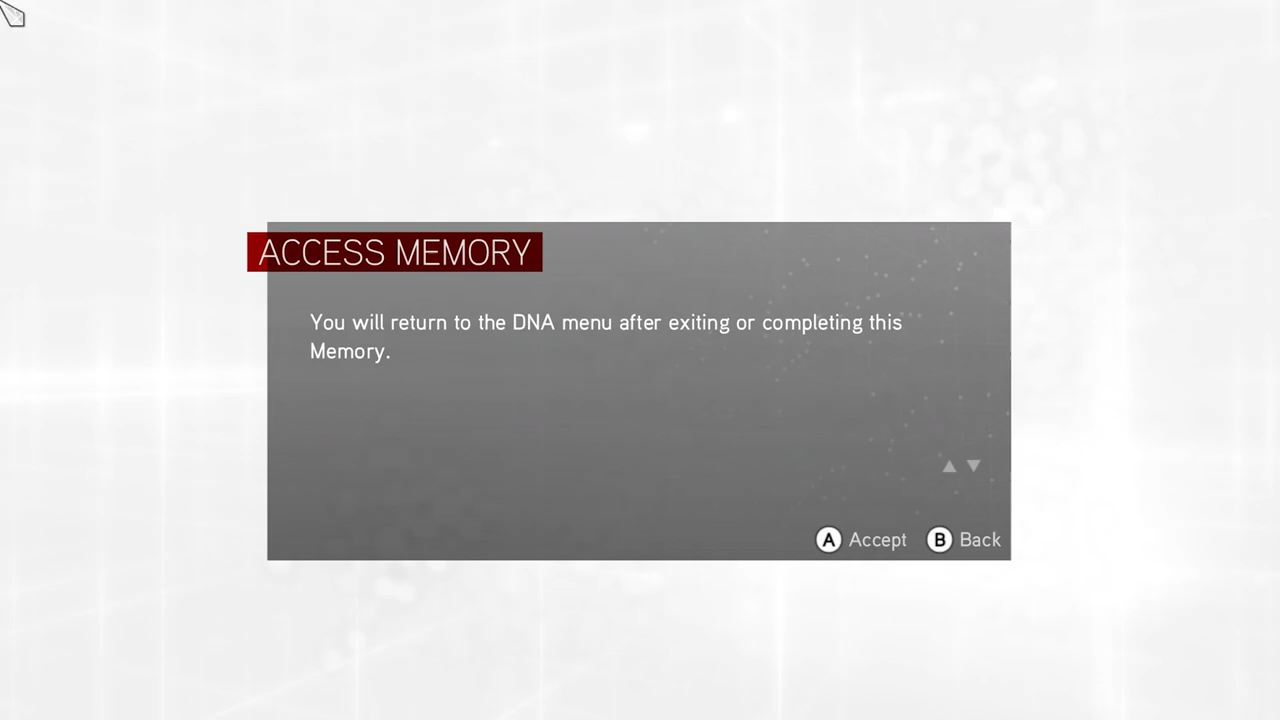 ACCESS MEMORY
You will return to the DNA menu after exiting or completing this
Memory.
A Accept B Back